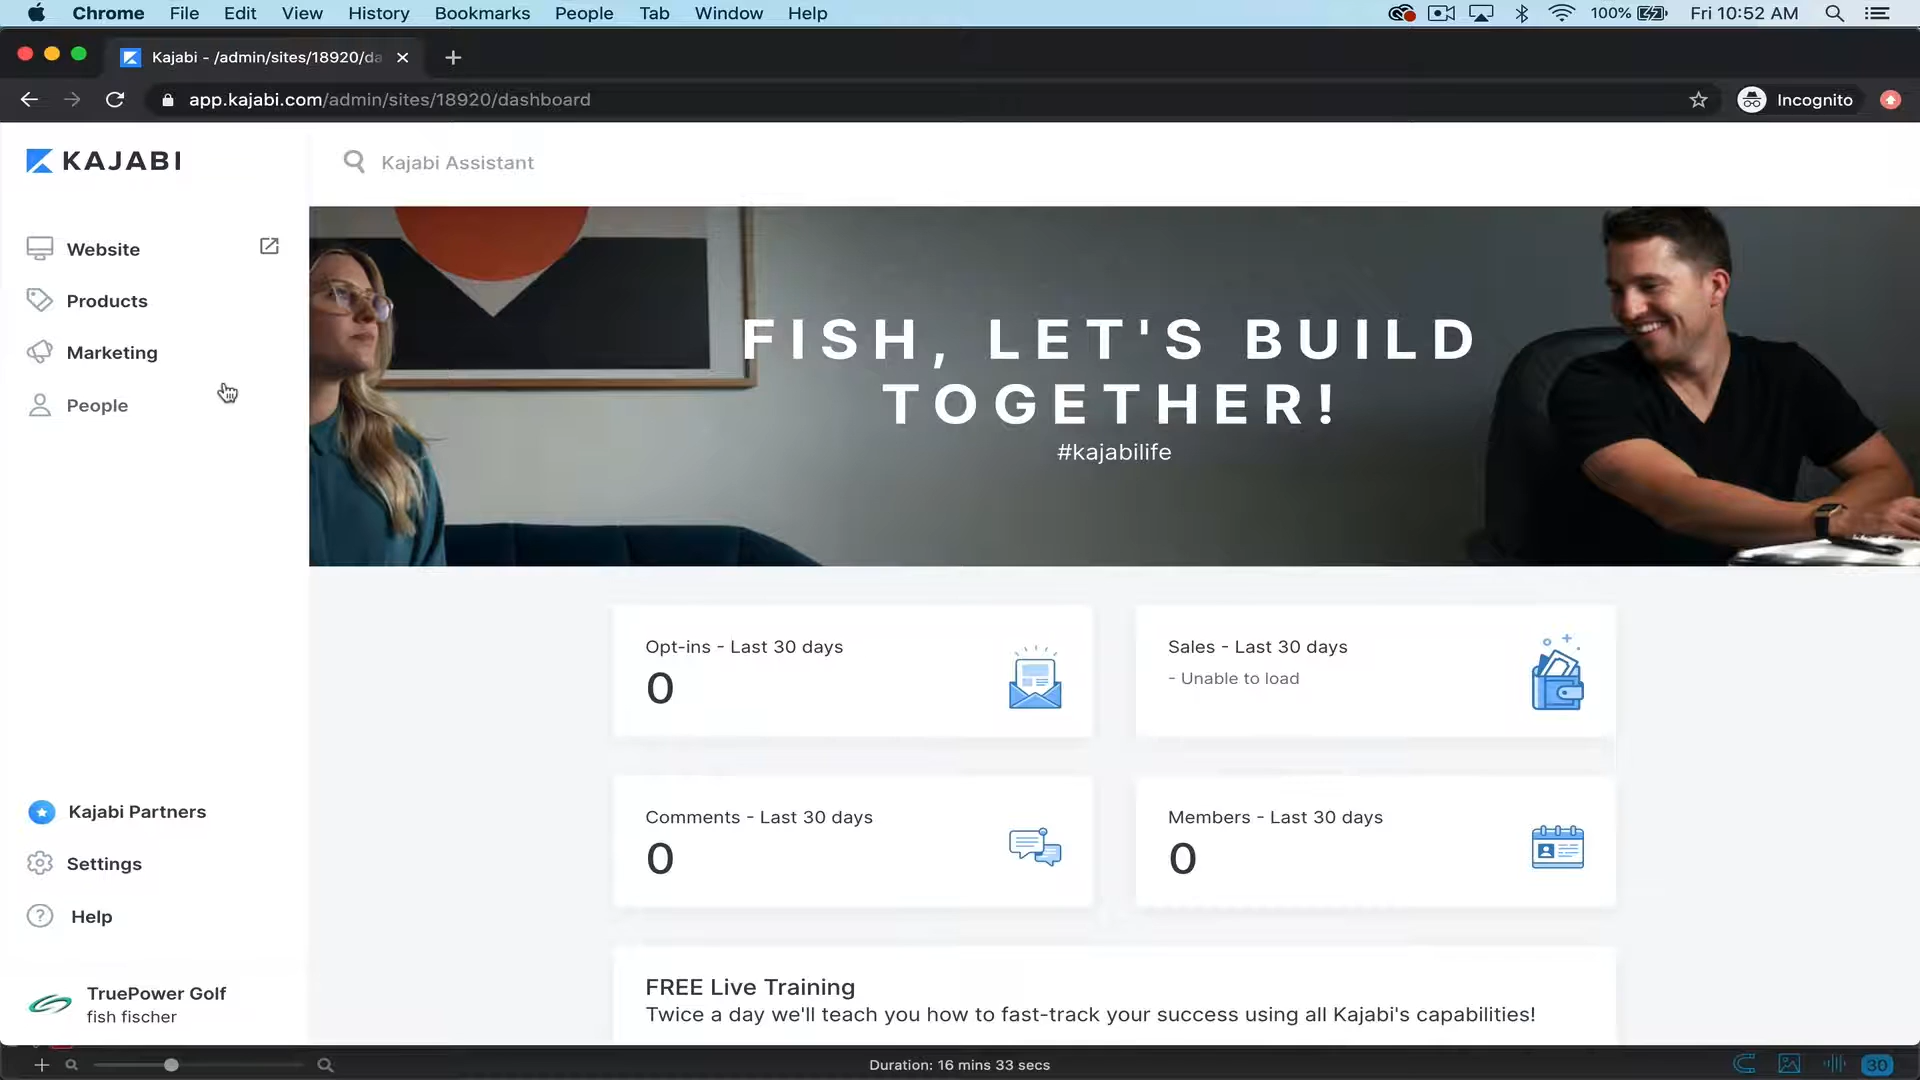 Chrome File Edit View History Bookmarks People Tab Window Help 100% Fri 10:52 AM
Kajabi - /admin/sites/18920/da
app.kajabi.com/admin/sites/18920/dashboard
Incognito
KAJABI
Kajabi Assistant
Website
Products
Marketing
People
FISH, LET'S BUILD
TOGETHER!
#kajabilife
Opt-ins - Last 30 days
0
Sales - Last 30 days
- Unable to load
Comments - Last 30 days
0
Members - Last 30 days
0
FREE Live Training
Twice a day we'll teach you how to fast-track your success using all Kajabi's capabilities!
Kajabi Partners
Settings
Help
TruePower Golf
fish fischer
Duration: 16 mins 33 secs
30